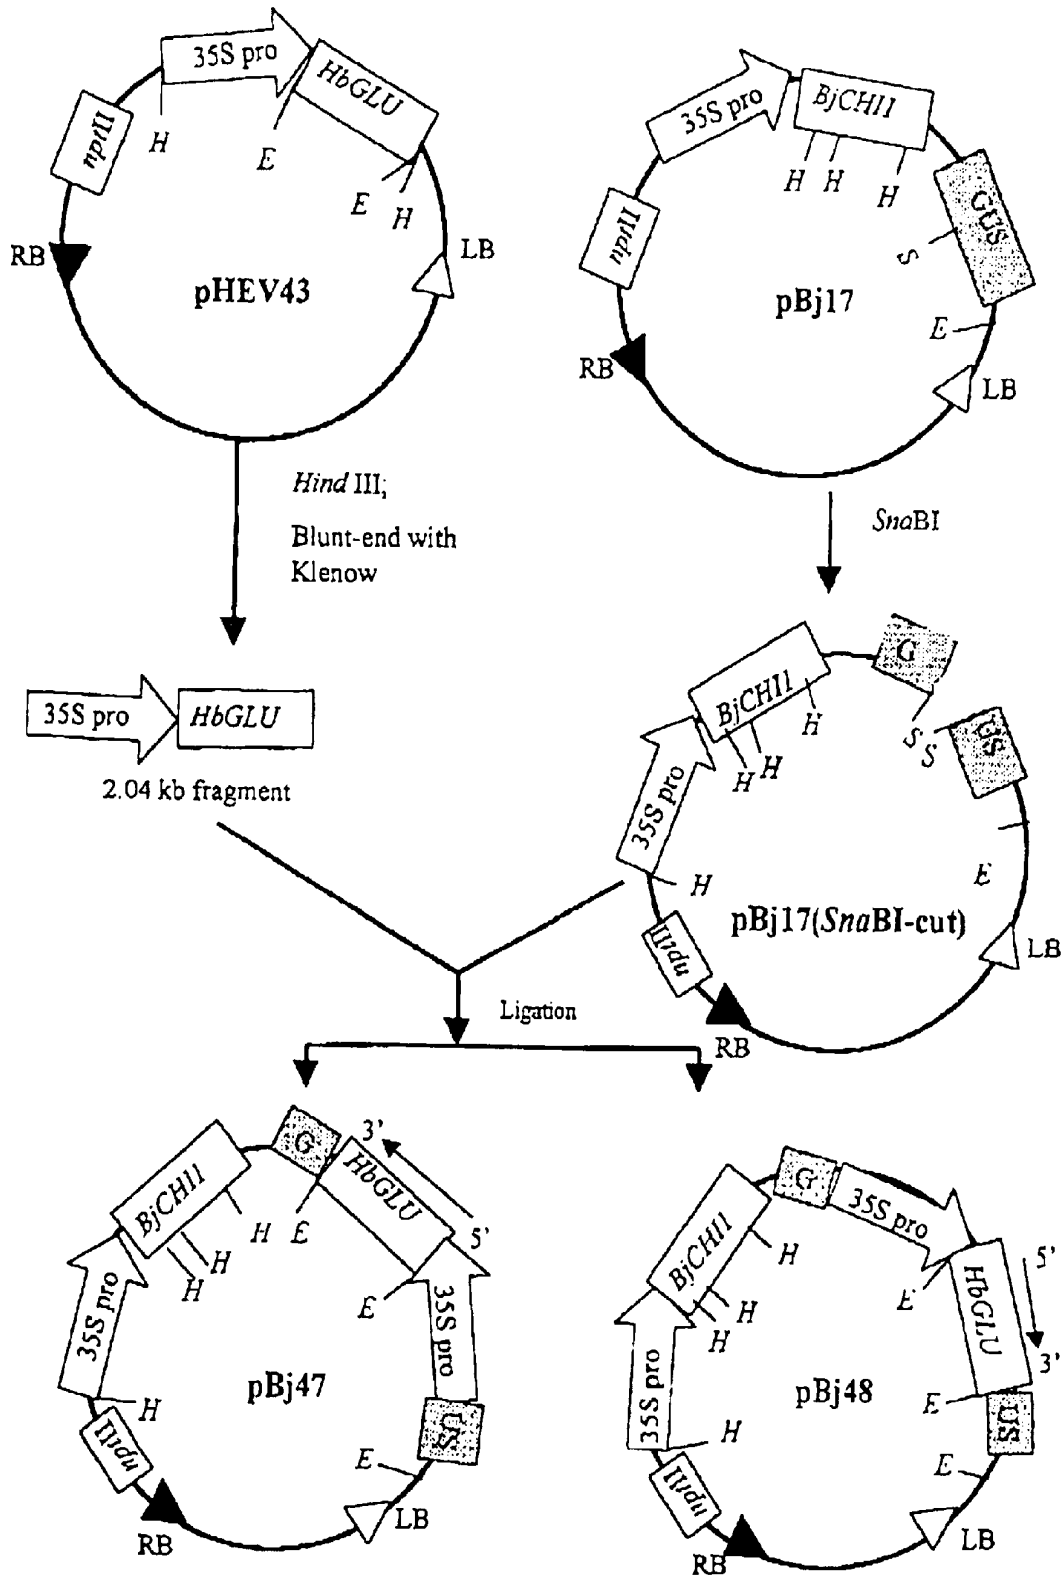 35S pro
HbGLU
nptII
H
E
E
H
RB
LB
pHEV43
35S pro
BjCHI1
H
H
H
GUS
nptII
S
E
pBj17
RB
LB
Hind III;
Blunt-end with
Klenow
SnaBI
35S pro
HbGLU
2.04 kb fragment
BjCHI1
G
H
S
S
US
H
H
35S pro
H
E
pBj17(SnaBI-cut)
nptII
LB
RB
Ligation
G
3'
HbGLU
BjCHI1
5'
H
E
H
H
E
35S pro
35S pro
pBj47
H
US
nptII
E
LB
RB
G
35S pro
BjCHI1
H
5'
E
HbGLU
H
H
3'
35S pro
pBj48
E
US
H
nptII
E
LB
RB